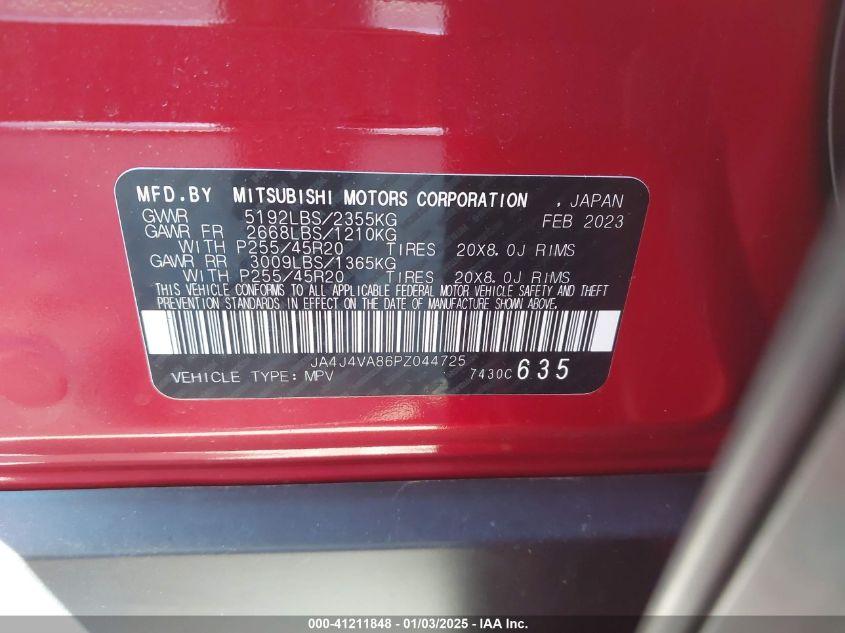 MFD.BY MITSUBISHI MOTORS CORPORATION , JAPAN
GVWR 5192LBS/2355KG FEB 2023
GAWR FR 2668LBS/1210KG
WITH P255/45R20 TIRES 20X8.0J RIMS
GAWR RR 3009LBS/1365KG
WITH P255/45R20 TIRES 20X8.0J RIMS
THIS VEHICLE CONFORMS TO ALL APPLICABLE FEDERAL MOTOR VEHICLE SAFETY AND THEFT
PREVENTION STANDARDS IN EFFECT ON THE DATE OF MANUFACTURE SHOWN ABOVE.
JA4J4VA86PZ044725
VEHICLE TYPE: MPV 7430C 635
000-41211848 - 01/03/2025 - IAA, Inc.